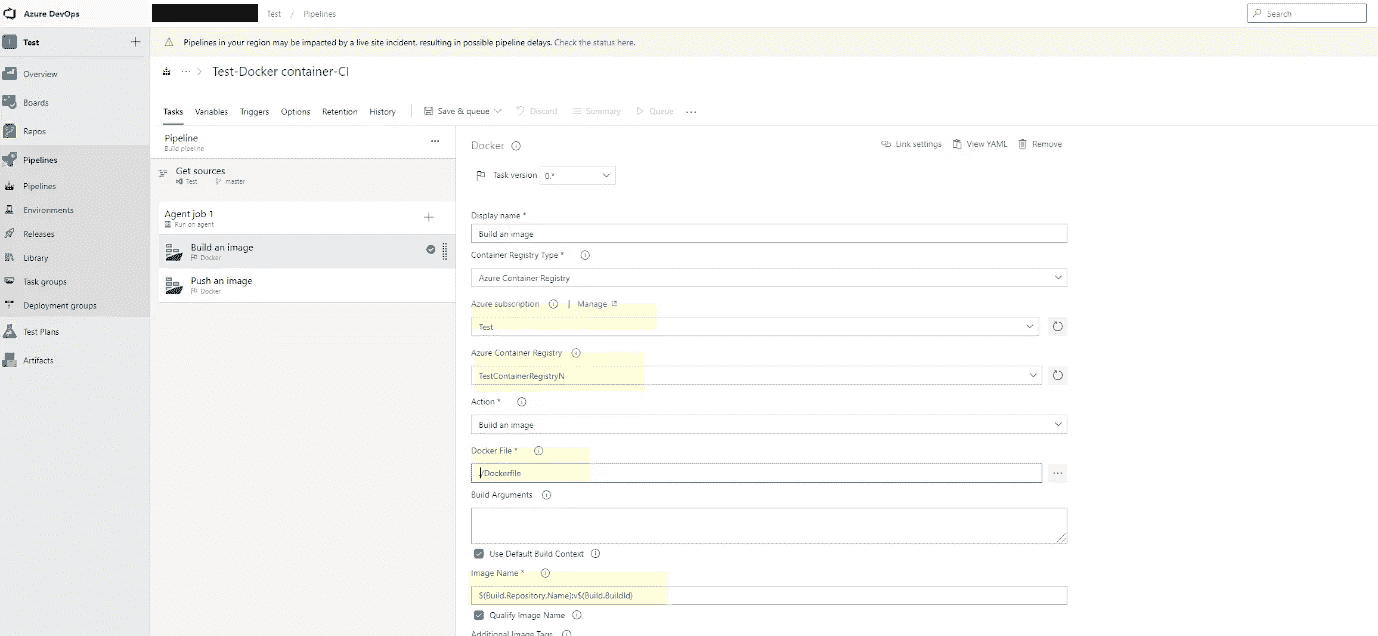 Azure DevOps
Test / Pipelines
Search
Test
Pipelines in your region may be impacted by a live site incident, resulting in possible pipeline delays. Check the status here.
Overview
Boards
Repos
Pipelines
Pipelines
Environments
Releases
Library
Task groups
Deployment groups
Test Plans
Artifacts
... > Test-Docker container-CI
Tasks Variables Triggers Options Retention History Save & queue Discard Summary Queue ...
Pipeline
Build pipeline
Get sources
Test master
Agent job 1
Run on agent
Build an image
Docker
Push an image
Docker
Docker
Link settings View YAML Remove
Task version 0.*
Display name *
Build an image
Container Registry Type *
Azure Container Registry
Azure subscription | Manage
Test
Azure Container Registry
TestContainerRegistryN
Action *
Build an image
Docker File *
/Dockerfile
Build Arguments
Use Default Build Context
Image Name *
$(Build.Repository.Name):v$(Build.BuildId)
Qualify Image Name
Additional Image Tags